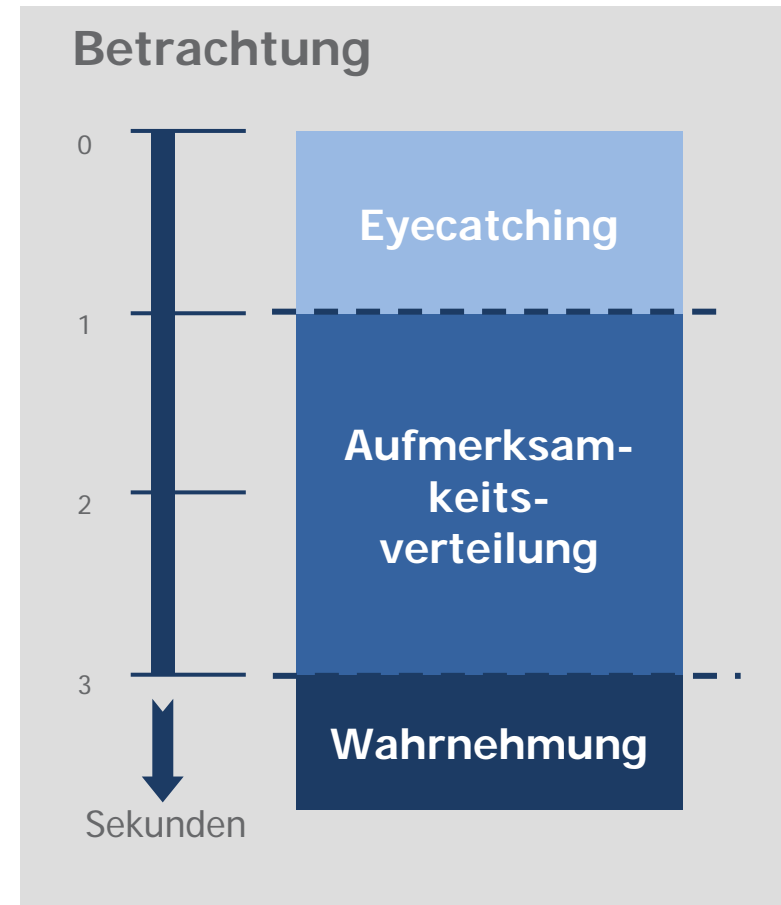 Betrachtung
0
Eyecatching
1
Aufmerksam-
keits-
2
verteilung
3
Wahrnehmung
Sekunden